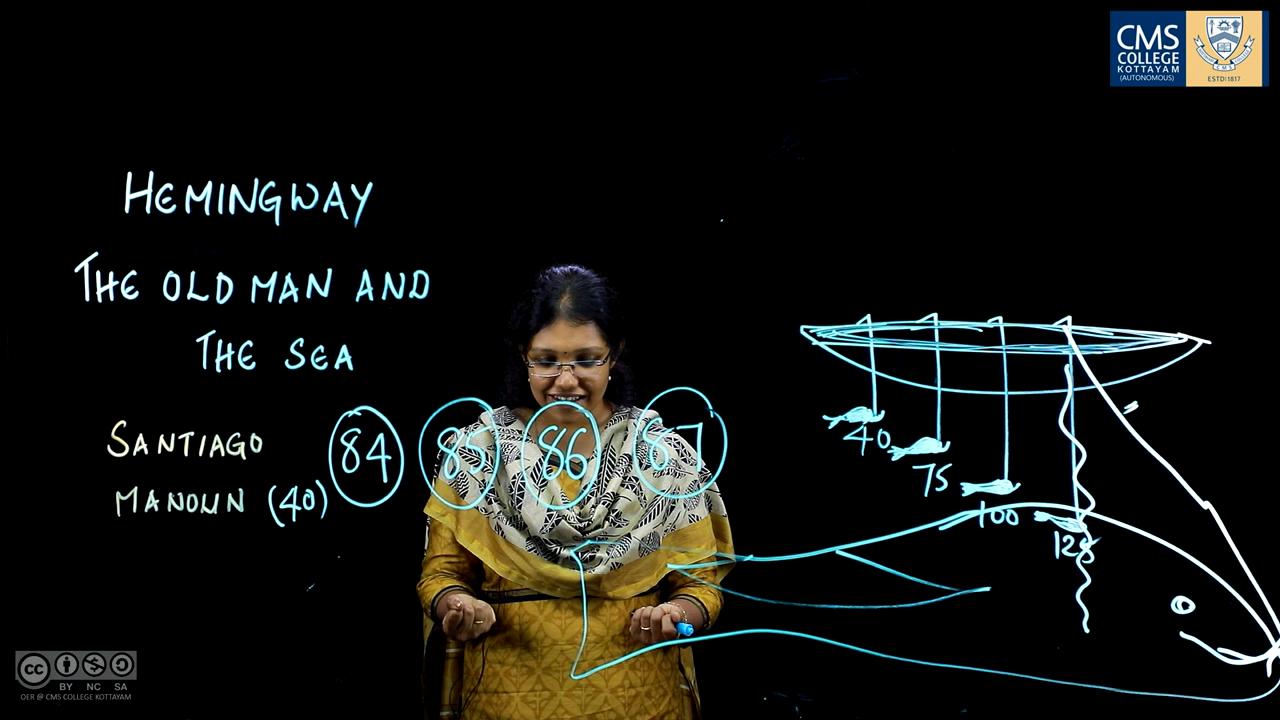 CMS
COLLEGE
KOTTAYAM
(AUTONOMOUS)
ESTD:1817
HEMINGWAY
THE OLD MAN AND
THE SEA
SANTIAGO
MANOLIN (40)
84 85 86 87
40
75
100
125
cc
BY NC SA
OER @ CMS COLLEGE KOTTAYAM